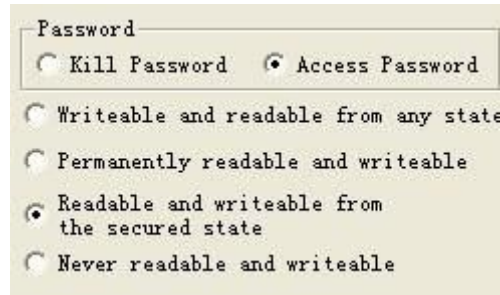 Password
Kill Password Access Password
Writeable and readable from any state
Permanently readable and writeable
Readable and writeable from
the secured state
Never readable and writeable